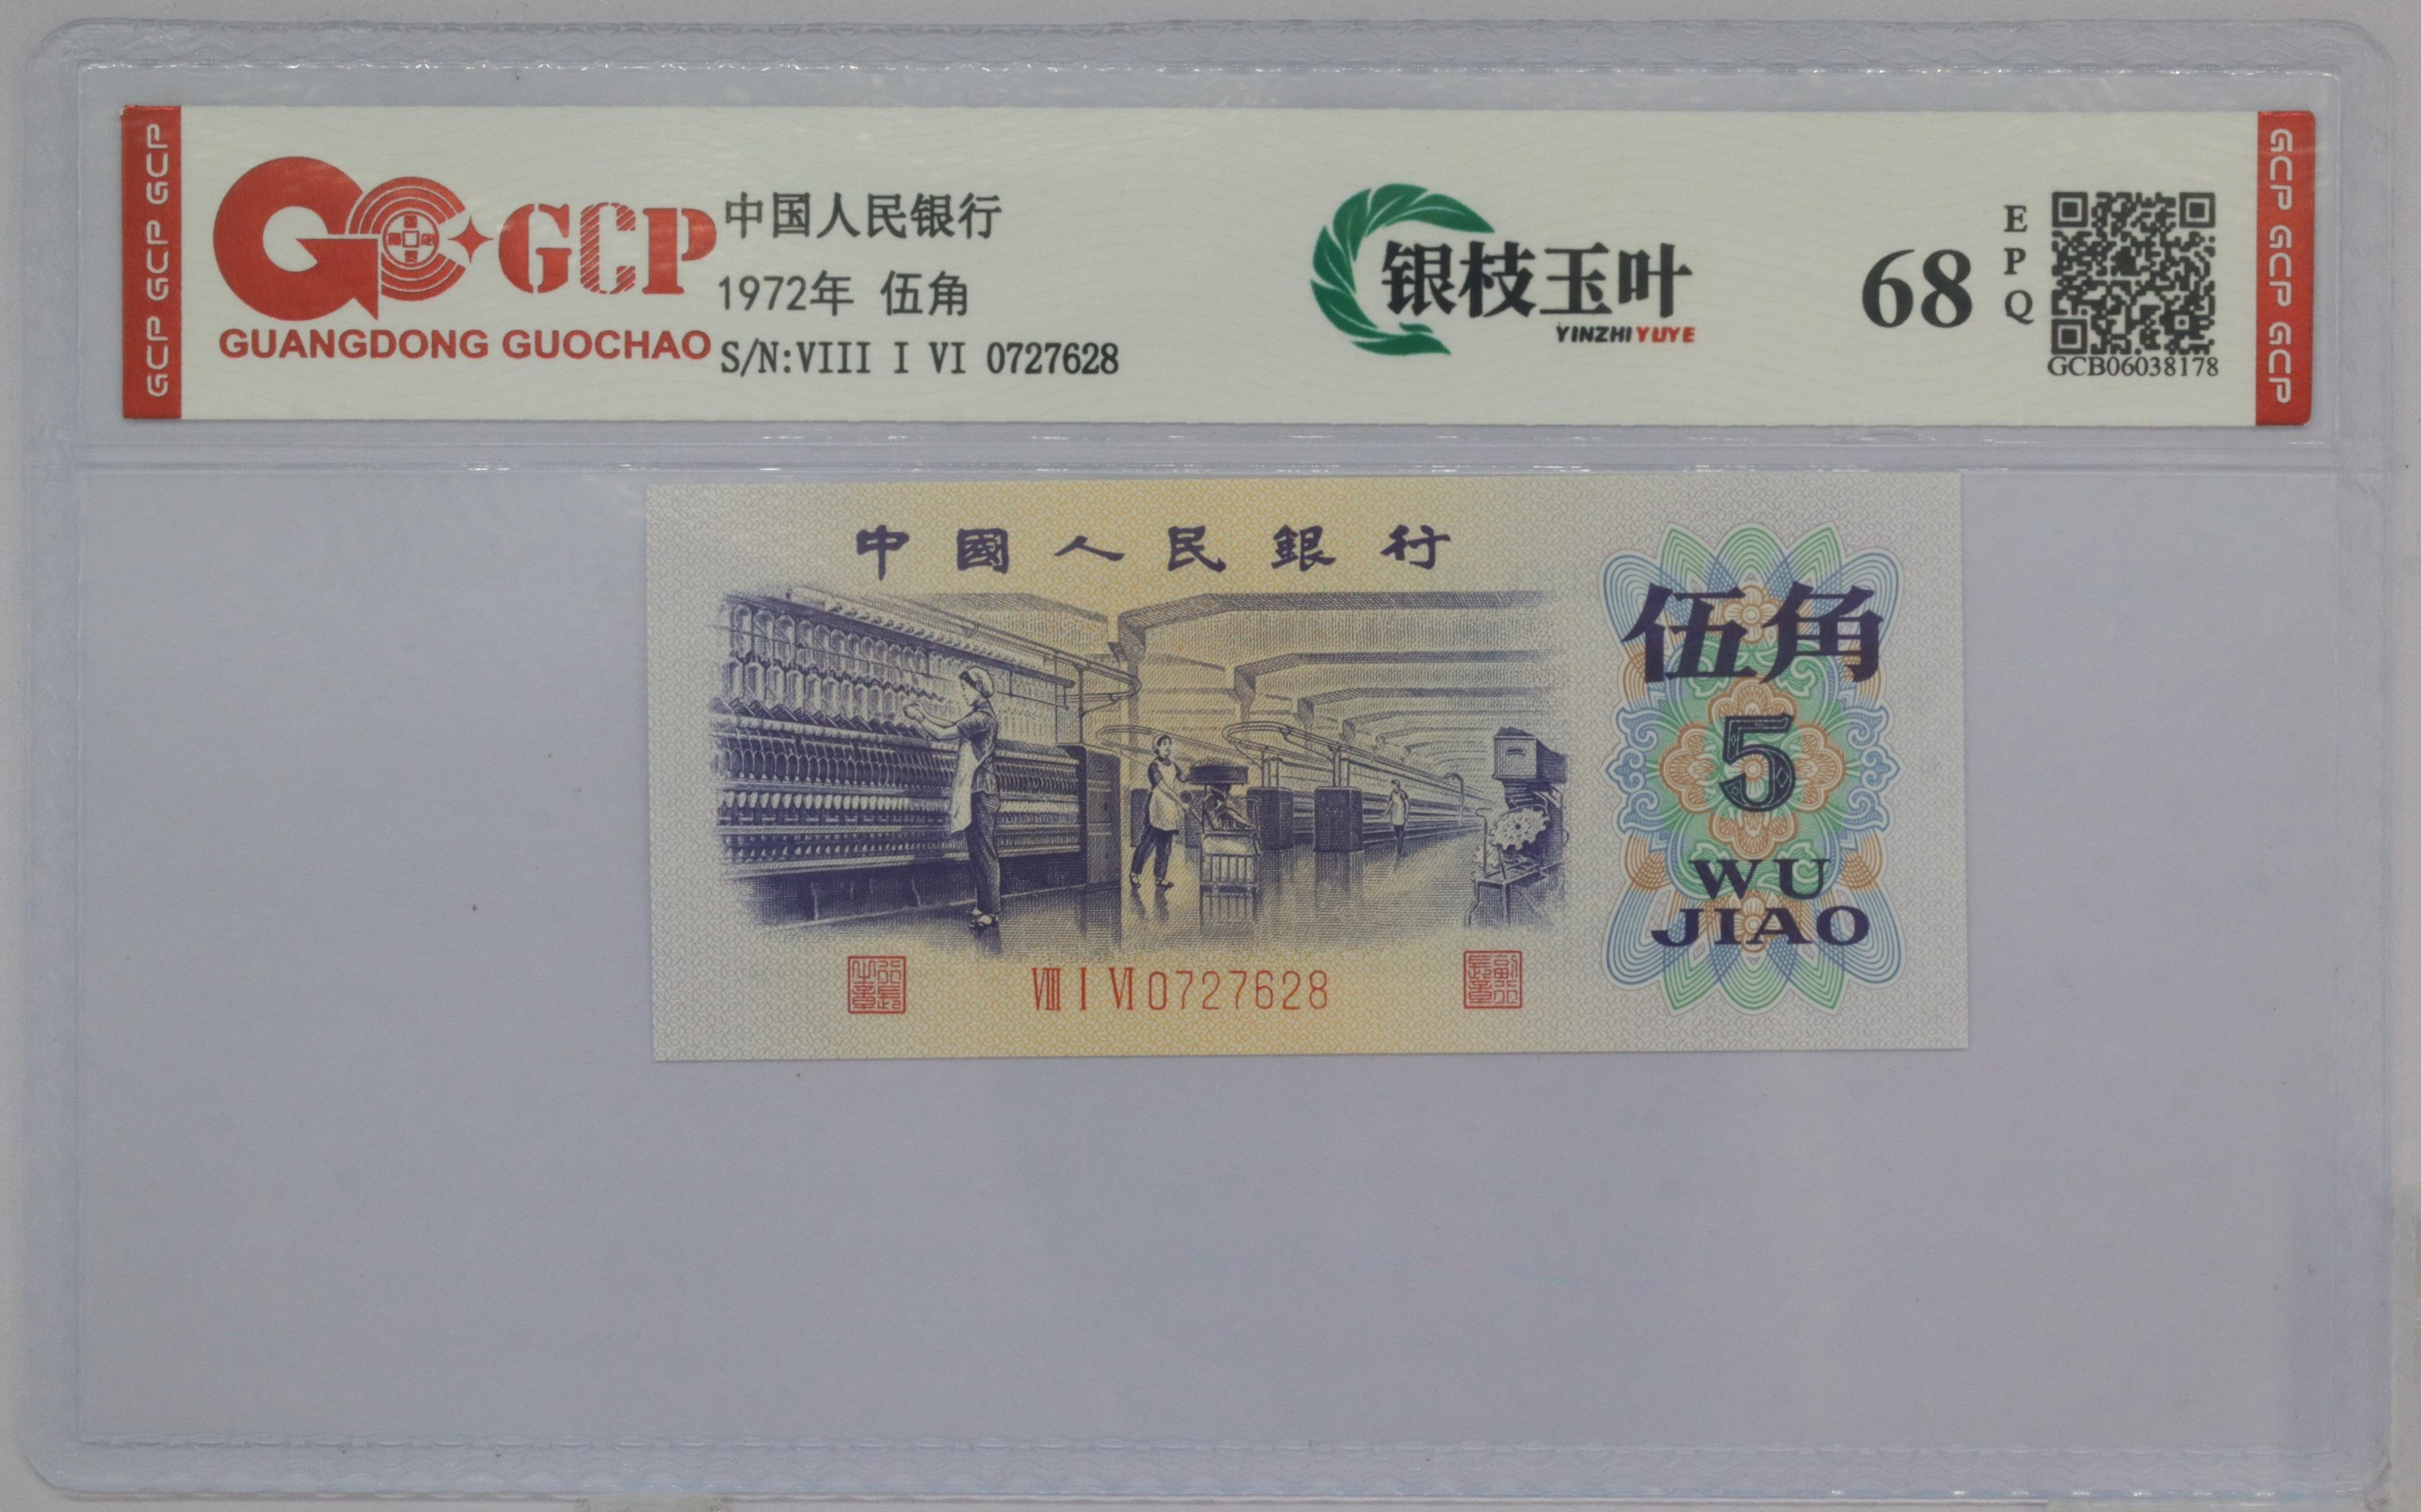 GCP GCP GCP
GCP
GUANGDONG GUOCHAO
中国人民银行
1972年 伍角
S/N:VIII I VI 0727628
银枝玉叶
YINZHI YUYE
68
EPQ
GCB06038178
GCP GCP GCP
中國人民銀行
伍角
5
WU
JIAO
Ⅷ Ⅰ Ⅵ 0727628